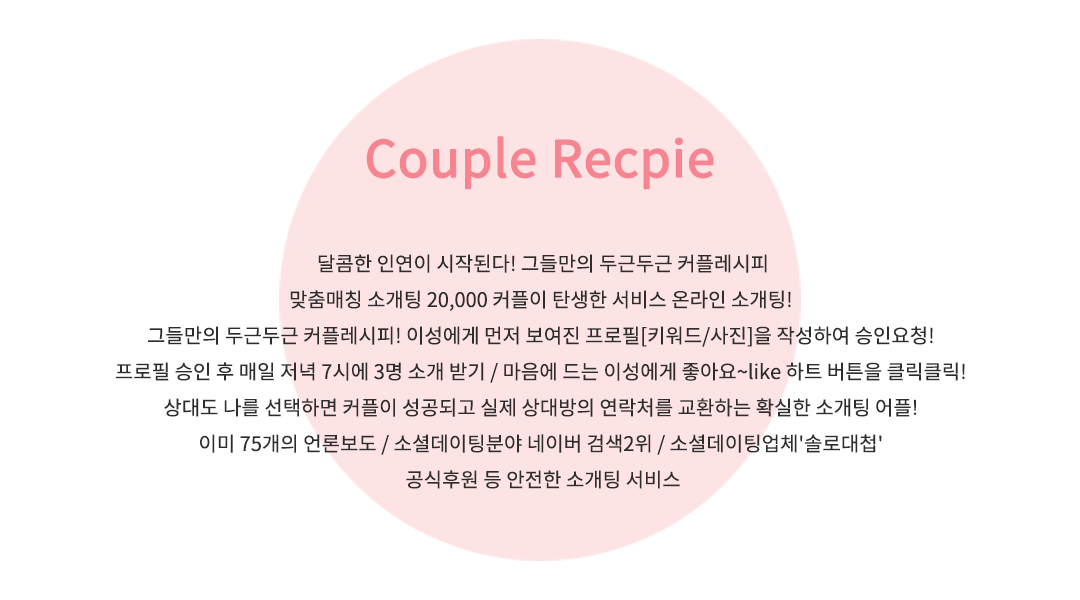 Couple Recpie
달콤한 인연이 시작된다! 그들만의 두근두근 커플레시피
맞춤매칭 소개팅 20,000 커플이 탄생한 서비스 온라인 소개팅!
그들만의 두근두근 커플레시피! 이성에게 먼저 보여진 프로필[키워드/사진]을 작성하여 승인요청!
프로필 승인 후 매일 저녁 7시에 3명 소개 받기 / 마음에 드는 이성에게 좋아요~like 하트 버튼을 클릭클릭!
상대도 나를 선택하면 커플이 성공되고 실제 상대방의 연락처를 교환하는 확실한 소개팅 어플!
이미 75개의 언론보도 / 소셜데이팅분야 네이버 검색2위 / 소셜데이팅업체'솔로대첩'
공식후원 등 안전한 소개팅 서비스